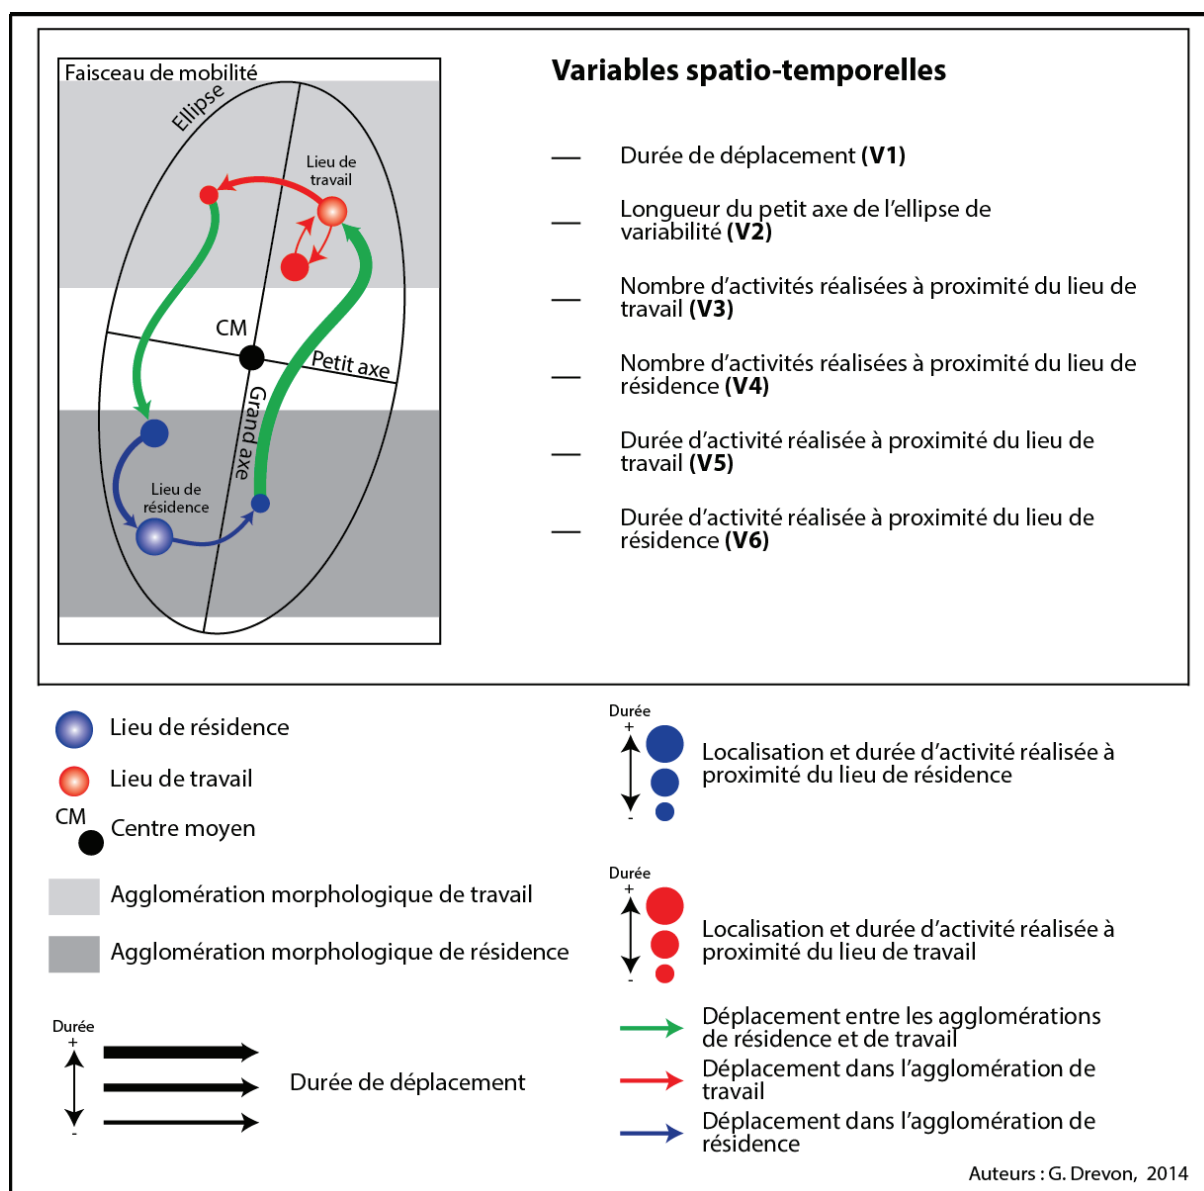 Faisceau de mobilité
Ellipse
Lieu de
travail
CM
Petit axe
Grand axe
Lieu de
résidence
Variables spatio-temporelles
— Durée de déplacement (V1)
— Longueur du petit axe de l'ellipse de
variabilité (V2)
— Nombre d'activités réalisées à proximité du lieu de
travail (V3)
— Nombre d'activités réalisées à proximité du lieu de
résidence (V4)
— Durée d'activité réalisée à proximité du lieu de
travail (V5)
— Durée d'activité réalisée à proximité du lieu de
résidence (V6)
Lieu de résidence
Lieu de travail
CM
Centre moyen
Agglomération morphologique de travail
Agglomération morphologique de résidence
Durée
+
-
Durée de déplacement
Durée
+
-
Localisation et durée d'activité réalisée à
proximité du lieu de résidence
Durée
+
-
Localisation et durée d'activité réalisée à
proximité du lieu de travail
Déplacement entre les agglomérations
de résidence et de travail
Déplacement dans l'agglomération de
travail
Déplacement dans l'agglomération de
résidence
Auteurs : G. Drevon, 2014